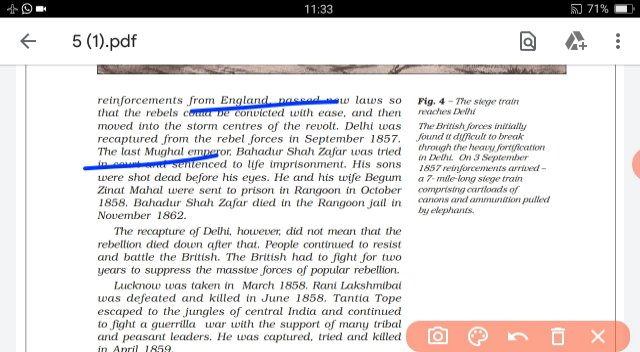 11:33
71%
5 (1).pdf
reinforcements from England, passed new laws so
that the rebels could be convicted with ease, and then
moved into the storm centres of the revolt. Delhi was
recaptured from the rebel forces in September 1857.
The last Mughal emperor, Bahadur Shah Zafar was tried
in court and sentenced to life imprisonment. His sons
were shot dead before his eyes. He and his wife Begum
Zinat Mahal were sent to prison in Rangoon in October
1858. Bahadur Shah Zafar died in the Rangoon jail in
November 1862.
The recapture of Delhi, however, did not mean that the
rebellion died down after that. People continued to resist
and battle the British. The British had to fight for two
years to suppress the massive forces of popular rebellion.
Lucknow was taken in March 1858. Rani Lakshmibai
was defeated and killed in June 1858. Tantia Tope
escaped to the jungles of central India and continued
to fight a guerrilla war with the support of many tribal
and peasant leaders. He was captured, tried and killed
in April 1859.
Fig. 4 – The siege train
reaches Delhi
The British forces initially
found it difficult to break
through the heavy fortification
in Delhi. On 3 September
1857 reinforcements arrived –
a 7- mile-long siege train
comprising cartloads of
canons and ammunition pulled
by elephants.